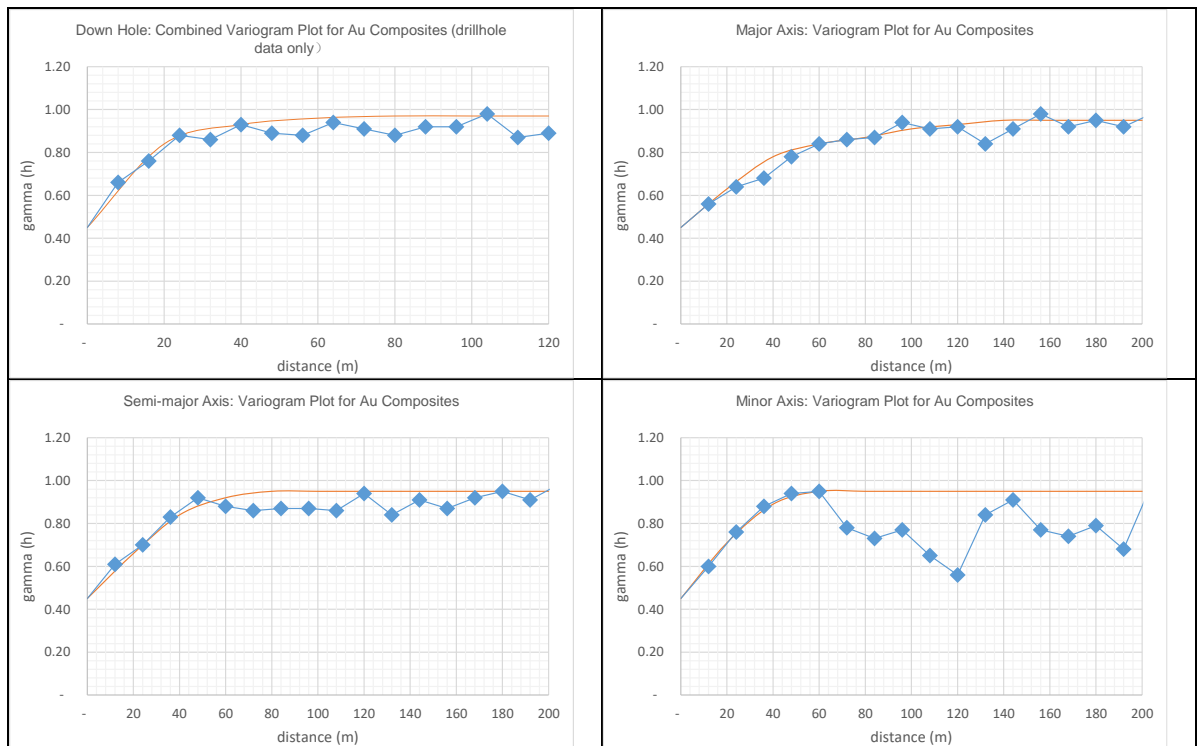 Down Hole: Combined Variogram Plot for Au Composites (drillhole
data only）
1.20
1.00
0.80
0.60
0.40
0.20
-
gamma (h)
- 20 40 60 80 100 120
distance (m)
Major Axis: Variogram Plot for Au Composites
1.20
1.00
0.80
0.60
0.40
0.20
-
gamma (h)
- 20 40 60 80 100 120 140 160 180 200
distance (m)
Semi-major Axis: Variogram Plot for Au Composites
1.20
1.00
0.80
0.60
0.40
0.20
-
gamma (h)
- 20 40 60 80 100 120 140 160 180 200
distance (m)
Minor Axis: Variogram Plot for Au Composites
1.20
1.00
0.80
0.60
0.40
0.20
-
gamma (h)
- 20 40 60 80 100 120 140 160 180 200
distance (m)